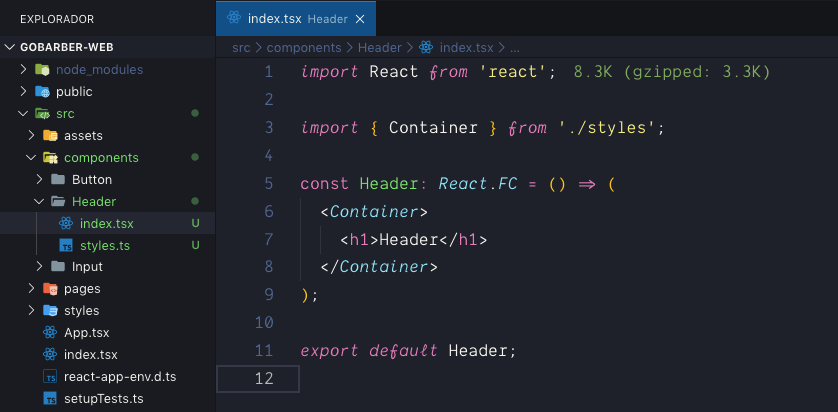 EXPLORADOR
GOBARBER-WEB
node_modules
public
src
assets
components
Button
Header
index.tsx U
styles.ts U
Input
pages
styles
App.tsx
index.tsx
react-app-env.d.ts
setupTests.ts
index.tsx Header ×
src > components > Header > index.tsx > ...
1 import React from 'react'; 8.3K (gzipped: 3.3K)
2
3 import { Container } from './styles';
4
5 const Header: React.FC = () => (
6 <Container>
7 <h1>Header</h1>
8 </Container>
9 );
10
11 export default Header;
12